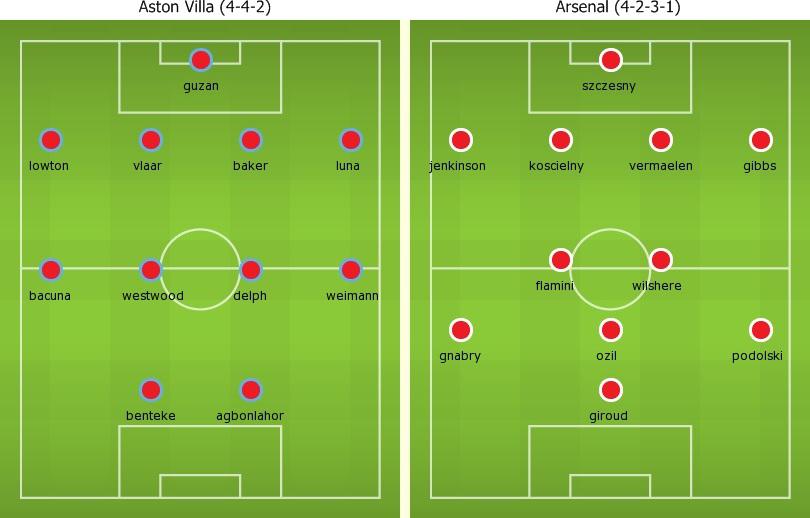 Aston Villa (4-4-2)
guzan
lowton vlaar baker luna
bacuna westwood delph weimann
benteke agbonlahor
Arsenal (4-2-3-1)
szczesny
jenkinson koscielny vermaelen gibbs
flamini wilshere
gnabry ozil podolski
giroud